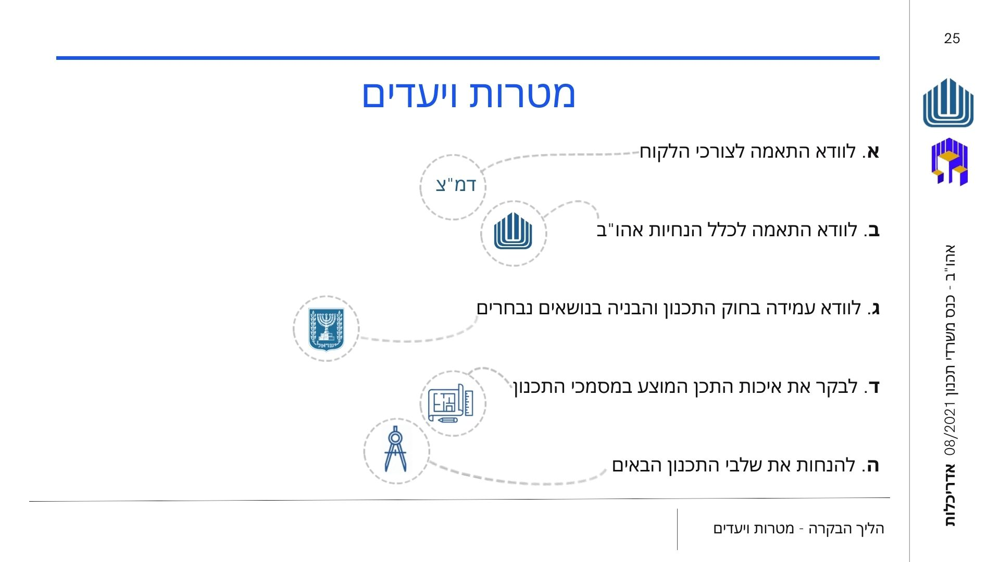 25
מטרות ויעדים
א. לוודא התאמה לצורכי הלקוח
דמ"צ
ב. לוודא התאמה לכלל הנחיות אהו"ב
ג. לוודא עמידה בחוק התכנון והבניה בנושאים נבחרים
ישראל
ד. לבקר את איכות התכן המוצע במסמכי התכנון
ה. להנחות את שלבי התכנון הבאים
הליך הבקרה - מטרות ויעדים
אדריכלות 08/2021 אהו"ב - כנס משרדי תכנון